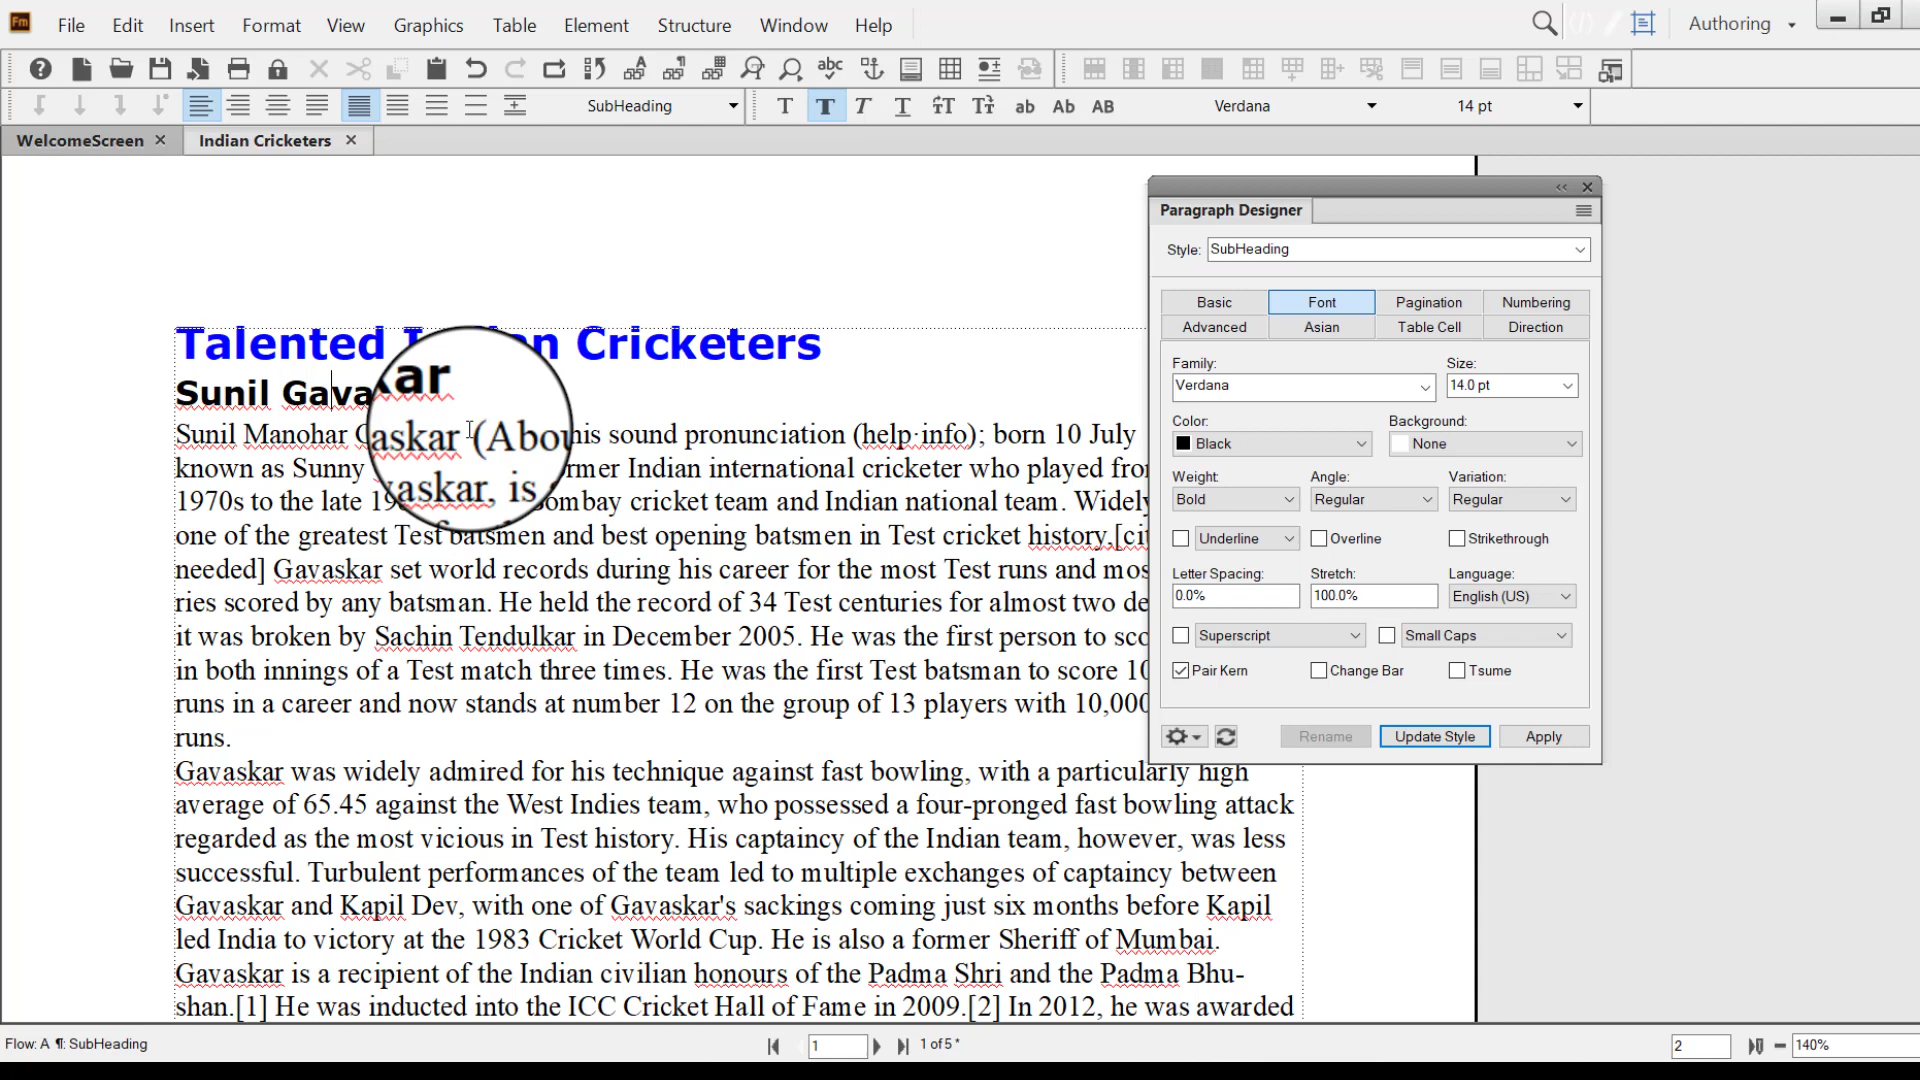 Fm File Edit Insert Format View Graphics Table Element Structure Window Help Authoring
SubHeading T T T T ab Ab AB Verdana 14 pt
WelcomeScreen Indian Cricketers
Talented Cricketers
Sunil Gava
kar
Sunil Manohar askar (Abou his sound pronunciation (help·info); born 10 July
known as Sunny rmer Indian international cricketer who played fro
vaskar, is
1970s to the late 19 ombay cricket team and Indian national team. Widely
one of the greatest Test batsmen and best opening batsmen in Test cricket history.[cit
needed] Gavaskar set world records during his career for the most Test runs and mos
ries scored by any batsman. He held the record of 34 Test centuries for almost two de
it was broken by Sachin Tendulkar in December 2005. He was the first person to sco
in both innings of a Test match three times. He was the first Test batsman to score 10
runs in a career and now stands at number 12 on the group of 13 players with 10,000
runs.
Gavaskar was widely admired for his technique against fast bowling, with a particularly high
average of 65.45 against the West Indies team, who possessed a four-pronged fast bowling attack
regarded as the most vicious in Test history. His captaincy of the Indian team, however, was less
successful. Turbulent performances of the team led to multiple exchanges of captaincy between
Gavaskar and Kapil Dev, with one of Gavaskar's sackings coming just six months before Kapil
led India to victory at the 1983 Cricket World Cup. He is also a former Sheriff of Mumbai.
Gavaskar is a recipient of the Indian civilian honours of the Padma Shri and the Padma Bhu-
shan.[1] He was inducted into the ICC Cricket Hall of Fame in 2009.[2] In 2012, he was awarded
Paragraph Designer
Style: SubHeading
Basic Font Pagination Numbering
Advanced Asian Table Cell Direction
Family: Size:
Verdana 14.0 pt
Color: Background:
Black None
Weight: Angle: Variation:
Bold Regular Regular
Underline Overline Strikethrough
Letter Spacing: Stretch: Language:
0.0% 100.0% English (US)
Superscript Small Caps
Pair Kern Change Bar Tsume
Rename Update Style Apply
Flow: A ¶: SubHeading 1 1 of 5 * 2 140%